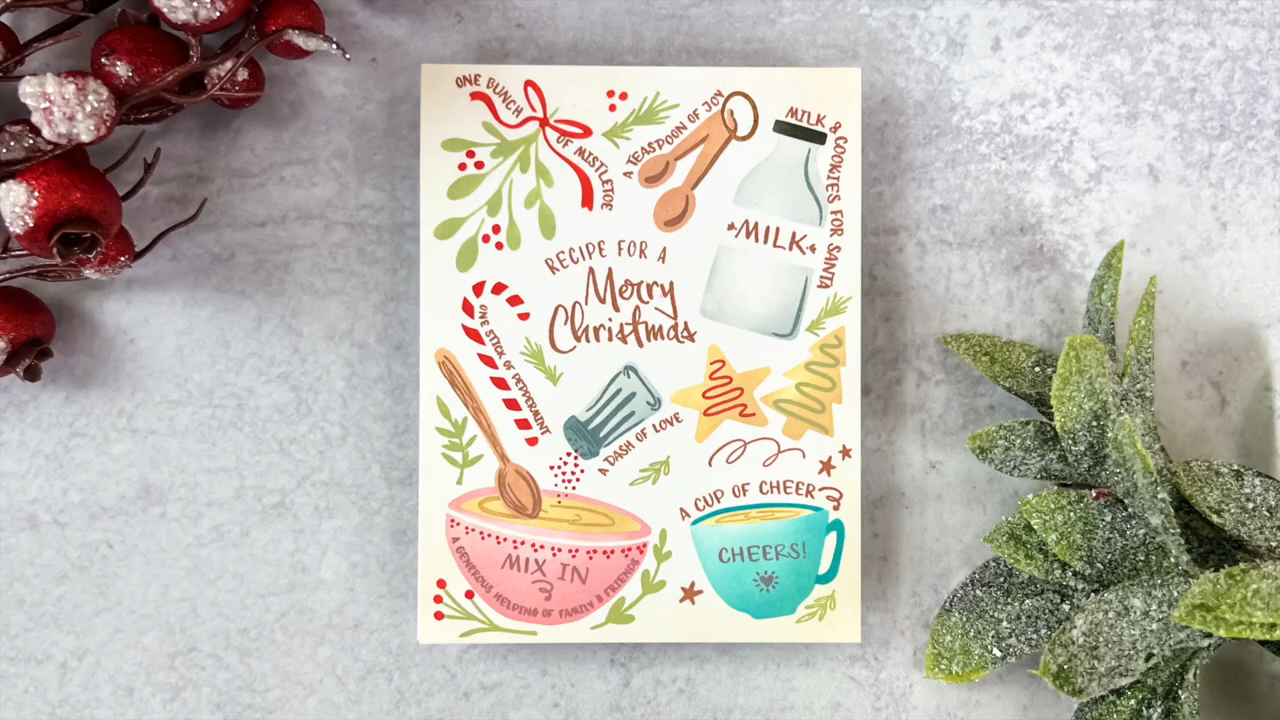 ONE BUNCH
OF MISTLETOE
A TEASPOON OF JOY
MILK & COOKIES FOR SANTA
MILK
RECIPE FOR A
Merry
Christmas
ONE STICK OF PEPPERMINT
A DASH OF LOVE
A CUP OF CHEER
CHEERS!
MIX IN
A GENEROUS HELPING OF FAMILY & FRIENDS